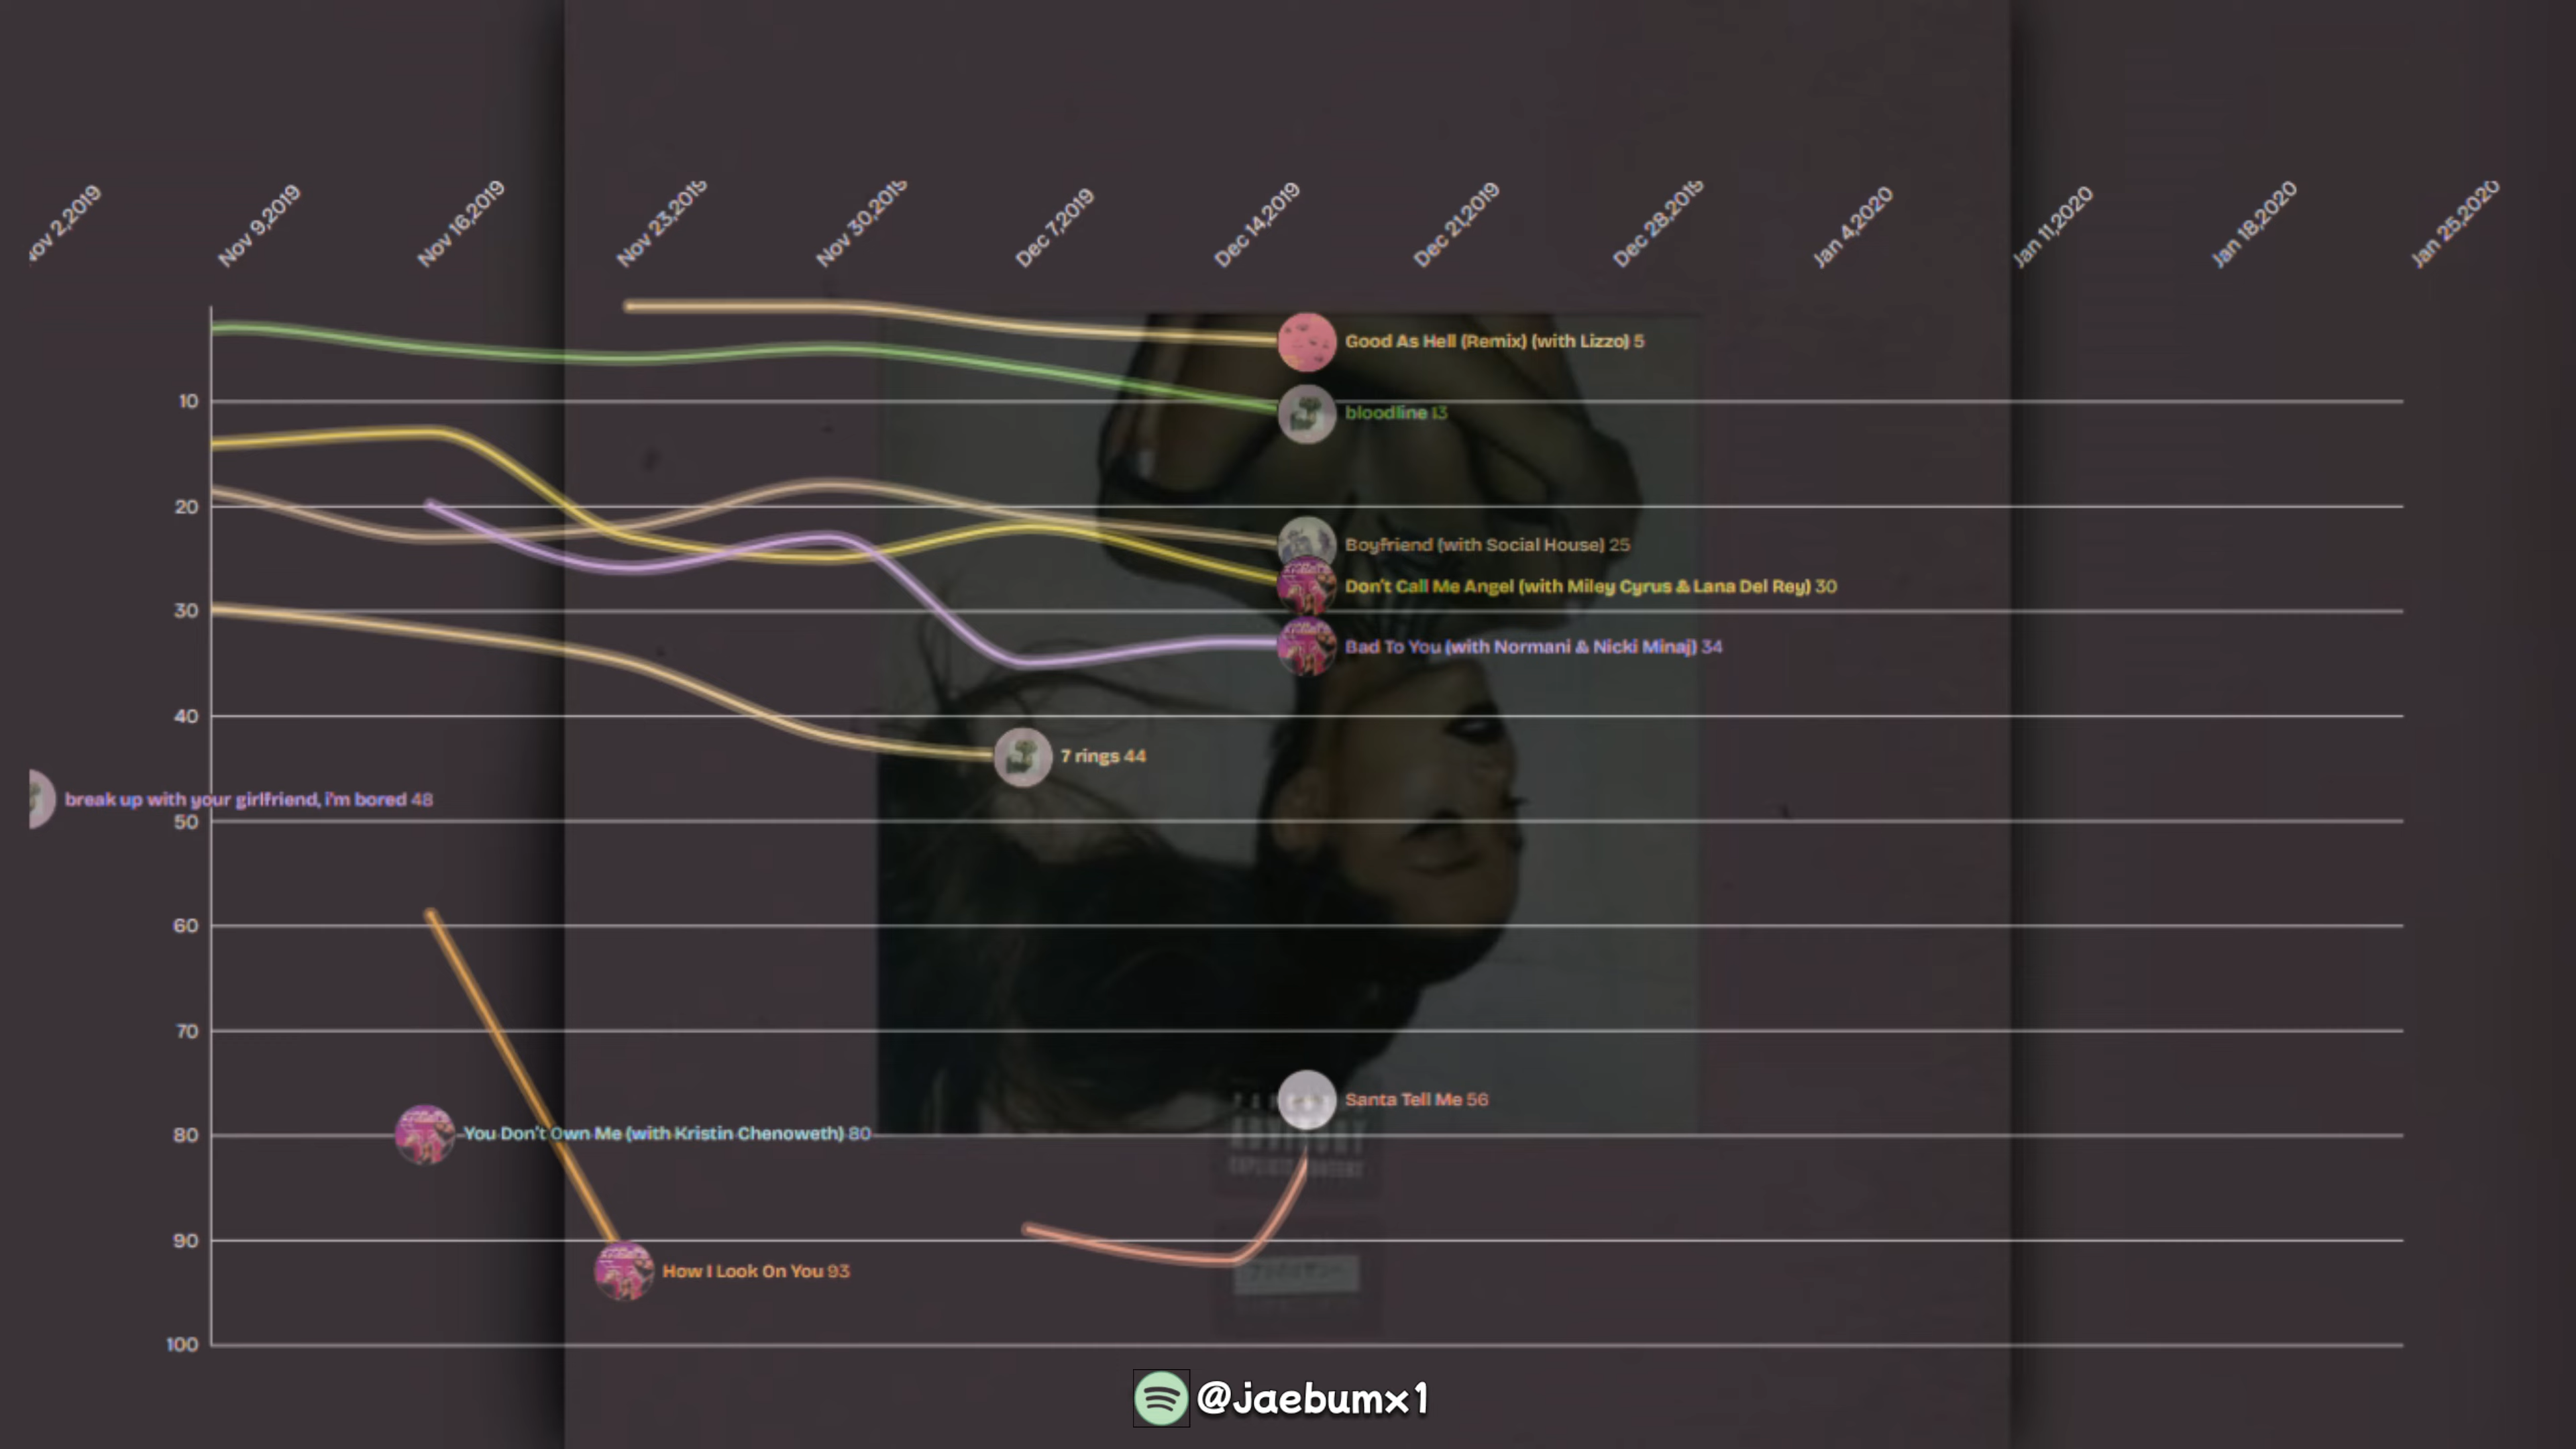 Nov 2,2019
Nov 9,2019
Nov 16,2019
Nov 23,2019
Nov 30,2019
Dec 7,2019
Dec 14,2019
Dec 21,2019
Dec 28,2019
Jan 4,2020
Jan 11,2020
Jan 18,2020
Jan 25,2020
Good As Hell (Remix) (with Lizzo) 5
10
bloodline 13
20
Boyfriend (with Social House) 25
Don't Call Me Angel (with Miley Cyrus & Lana Del Rey) 30
30
Bad To You (with Normani & Nicki Minaj) 34
40
7 rings 44
break up with your girlfriend, i'm bored 48
50
60
70
Santa Tell Me 56
80
You Don't Own Me (with Kristin Chenoweth) 80
ADVISORY
EXPLICIT CONTENT
90
How I Look On You 93
100
@jaebumx1